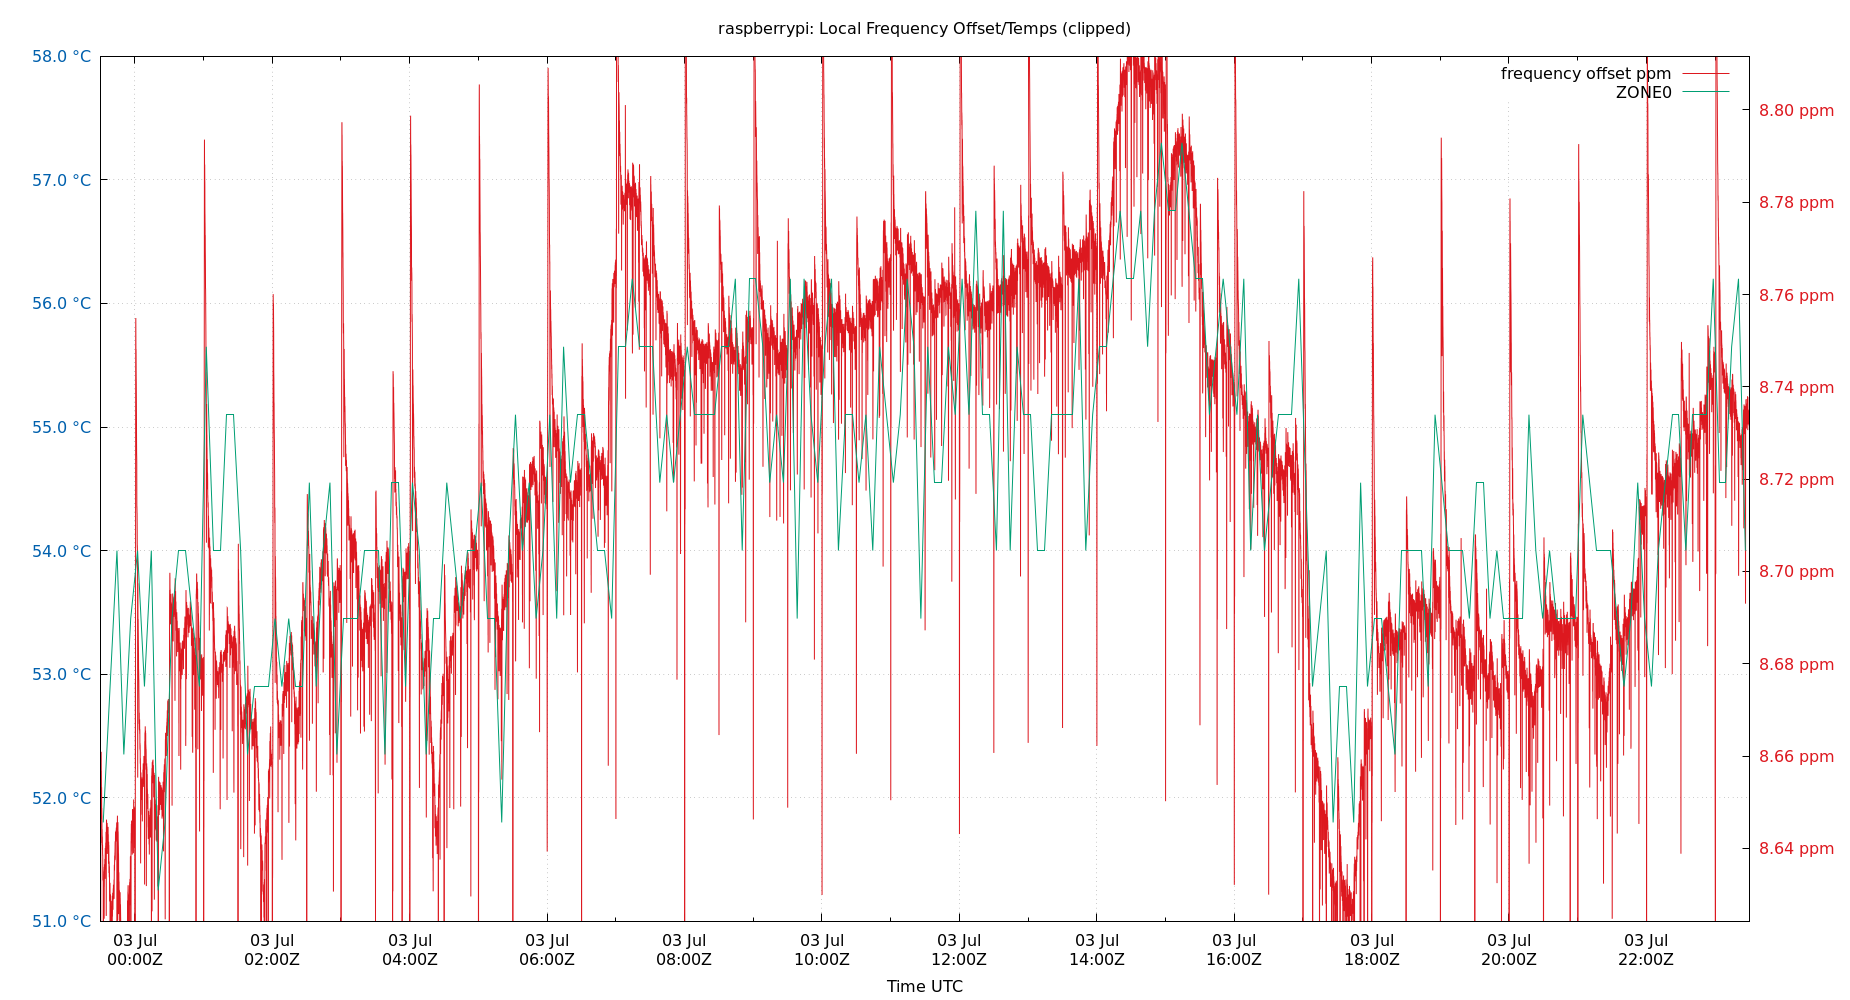 raspberrypi: Local Frequency Offset/Temps (clipped)
58.0 °C
57.0 °C
56.0 °C
55.0 °C
54.0 °C
53.0 °C
52.0 °C
51.0 °C
frequency offset ppm
ZONE0
8.80 ppm
8.78 ppm
8.76 ppm
8.74 ppm
8.72 ppm
8.70 ppm
8.68 ppm
8.66 ppm
8.64 ppm
03 Jul 03 Jul 03 Jul 03 Jul 03 Jul 03 Jul 03 Jul 03 Jul 03 Jul 03 Jul 03 Jul 03 Jul
00:00Z 02:00Z 04:00Z 06:00Z 08:00Z 10:00Z 12:00Z 14:00Z 16:00Z 18:00Z 20:00Z 22:00Z
Time UTC